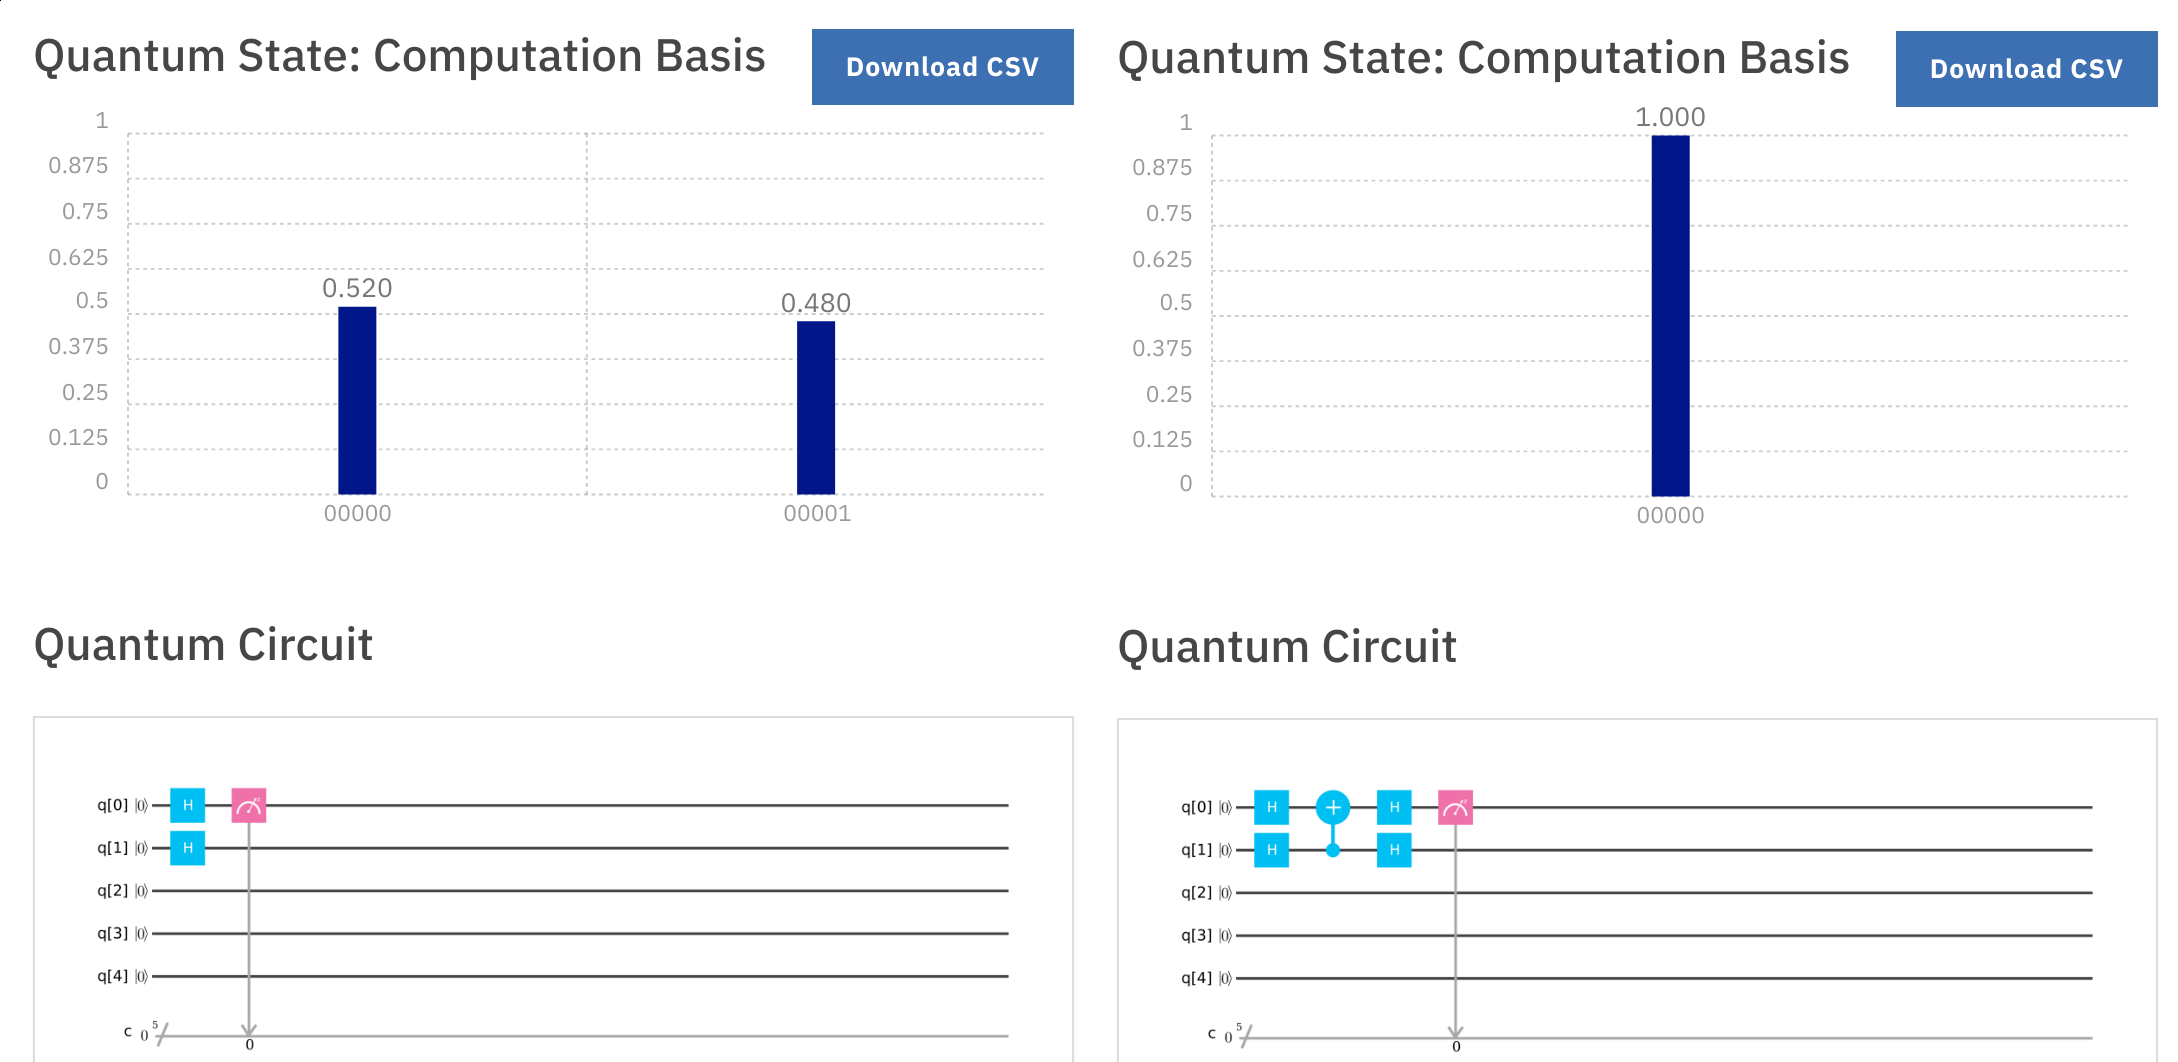 Quantum State: Computation Basis
Download CSV
1
0.875
0.75
0.625
0.5
0.375
0.25
0.125
0
0.520
0.480
00000
00001
Quantum Circuit
q[0] |0⟩ H
q[1] |0⟩ H
q[2] |0⟩
q[3] |0⟩
q[4] |0⟩
c 0 5
0
Quantum State: Computation Basis
Download CSV
1
0.875
0.75
0.625
0.5
0.375
0.25
0.125
0
1.000
00000
Quantum Circuit
q[0] |0⟩ H + H
q[1] |0⟩ H H
q[2] |0⟩
q[3] |0⟩
q[4] |0⟩
c 0 5
0